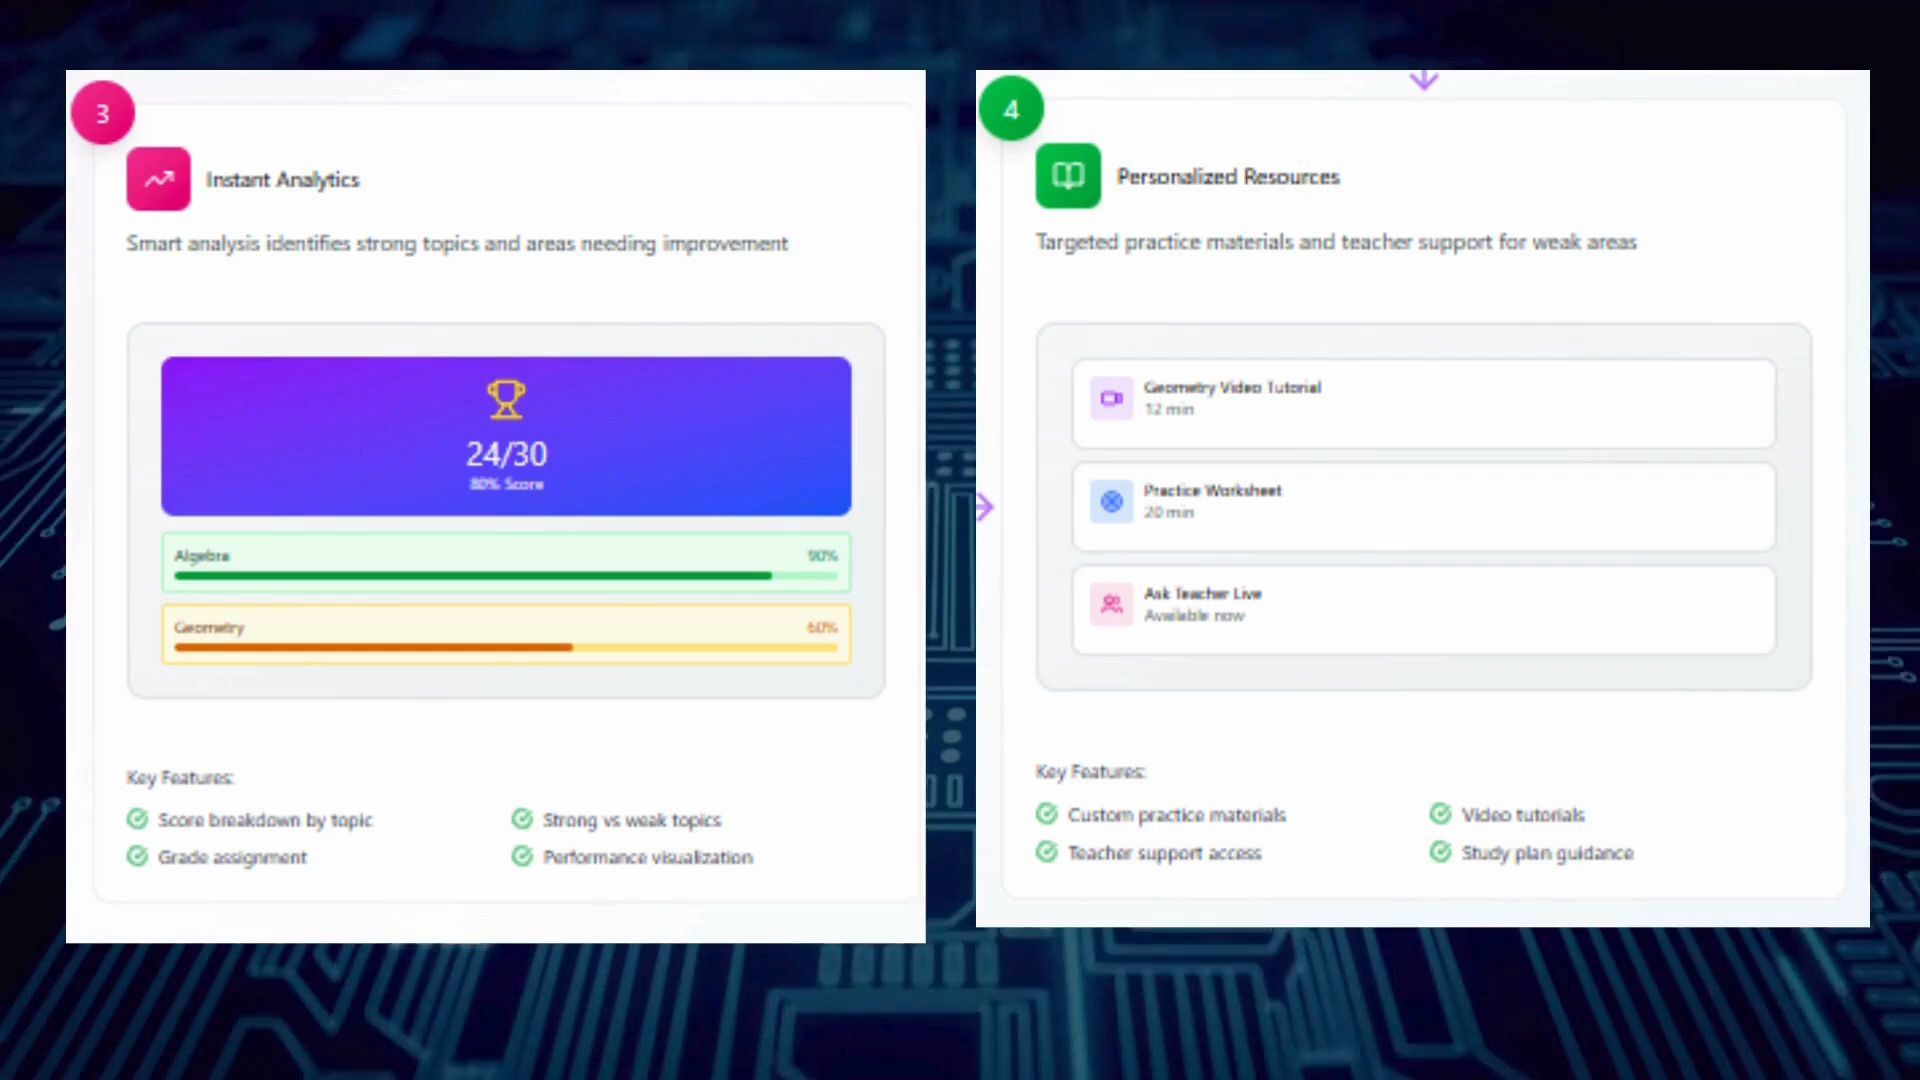 3
Instant Analytics
Smart analysis identifies strong topics and areas needing improvement
24/30
80% Score
Algebra 90%
Geometry 60%
Key Features:
Score breakdown by topic
Strong vs weak topics
Grade assignment
Performance visualization
4
Personalized Resources
Targeted practice materials and teacher support for weak areas
Geometry Video Tutorial
12 min
Practice Worksheet
20 min
Ask Teacher Live
Available now
Key Features:
Custom practice materials
Video tutorials
Teacher support access
Study plan guidance